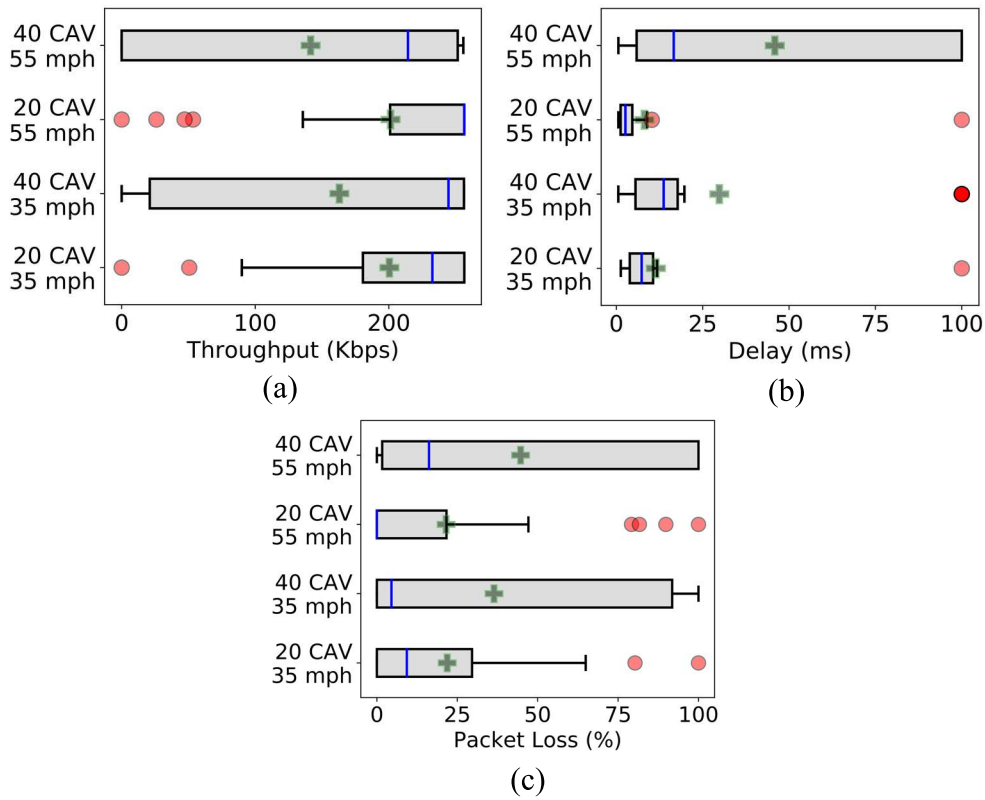 40 CAV
55 mph
20 CAV
55 mph
40 CAV
35 mph
20 CAV
35 mph
0 100 200
Throughput (Kbps)
(a)
40 CAV
55 mph
20 CAV
55 mph
40 CAV
35 mph
20 CAV
35 mph
0 25 50 75 100
Delay (ms)
(b)
40 CAV
55 mph
20 CAV
55 mph
40 CAV
35 mph
20 CAV
35 mph
0 25 50 75 100
Packet Loss (%)
(c)